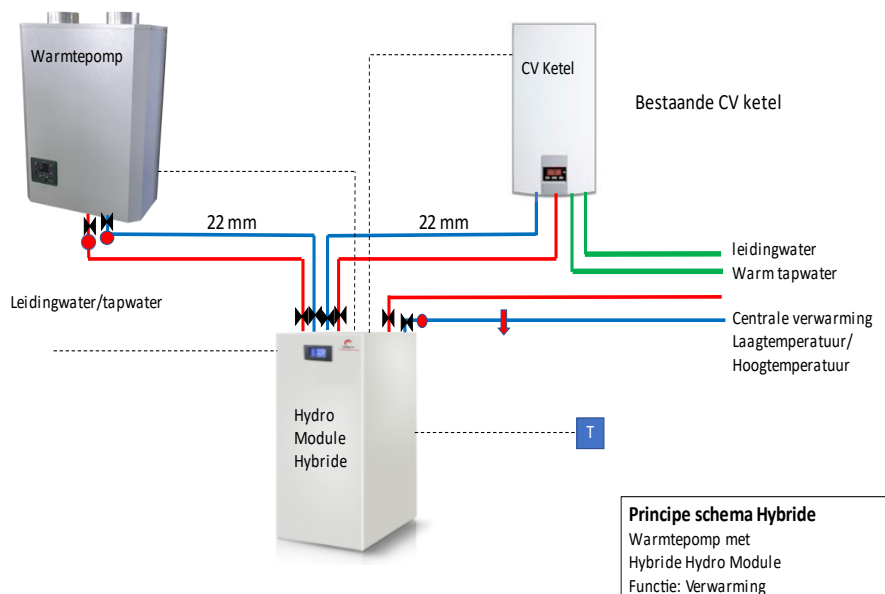 Warmtepomp
CV Ketel
Bestaande CV ketel
22 mm
22 mm
leidingwater
Warm tapwater
Leidingwater/tapwater
Centrale verwarming
Laagtemperatuur/
Hoogtemperatuur
Hydro
Module
Hybride
T
Principe schema Hybride
Warmtepomp met
Hybride Hydro Module
Functie: Verwarming